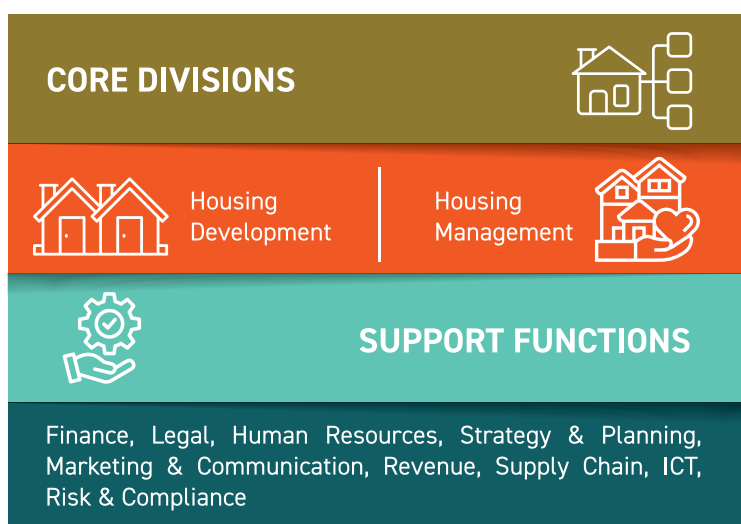 CORE DIVISIONS
Housing
Development
Housing
Management
SUPPORT FUNCTIONS
Finance, Legal, Human Resources, Strategy & Planning,
Marketing & Communication, Revenue, Supply Chain, ICT,
Risk & Compliance